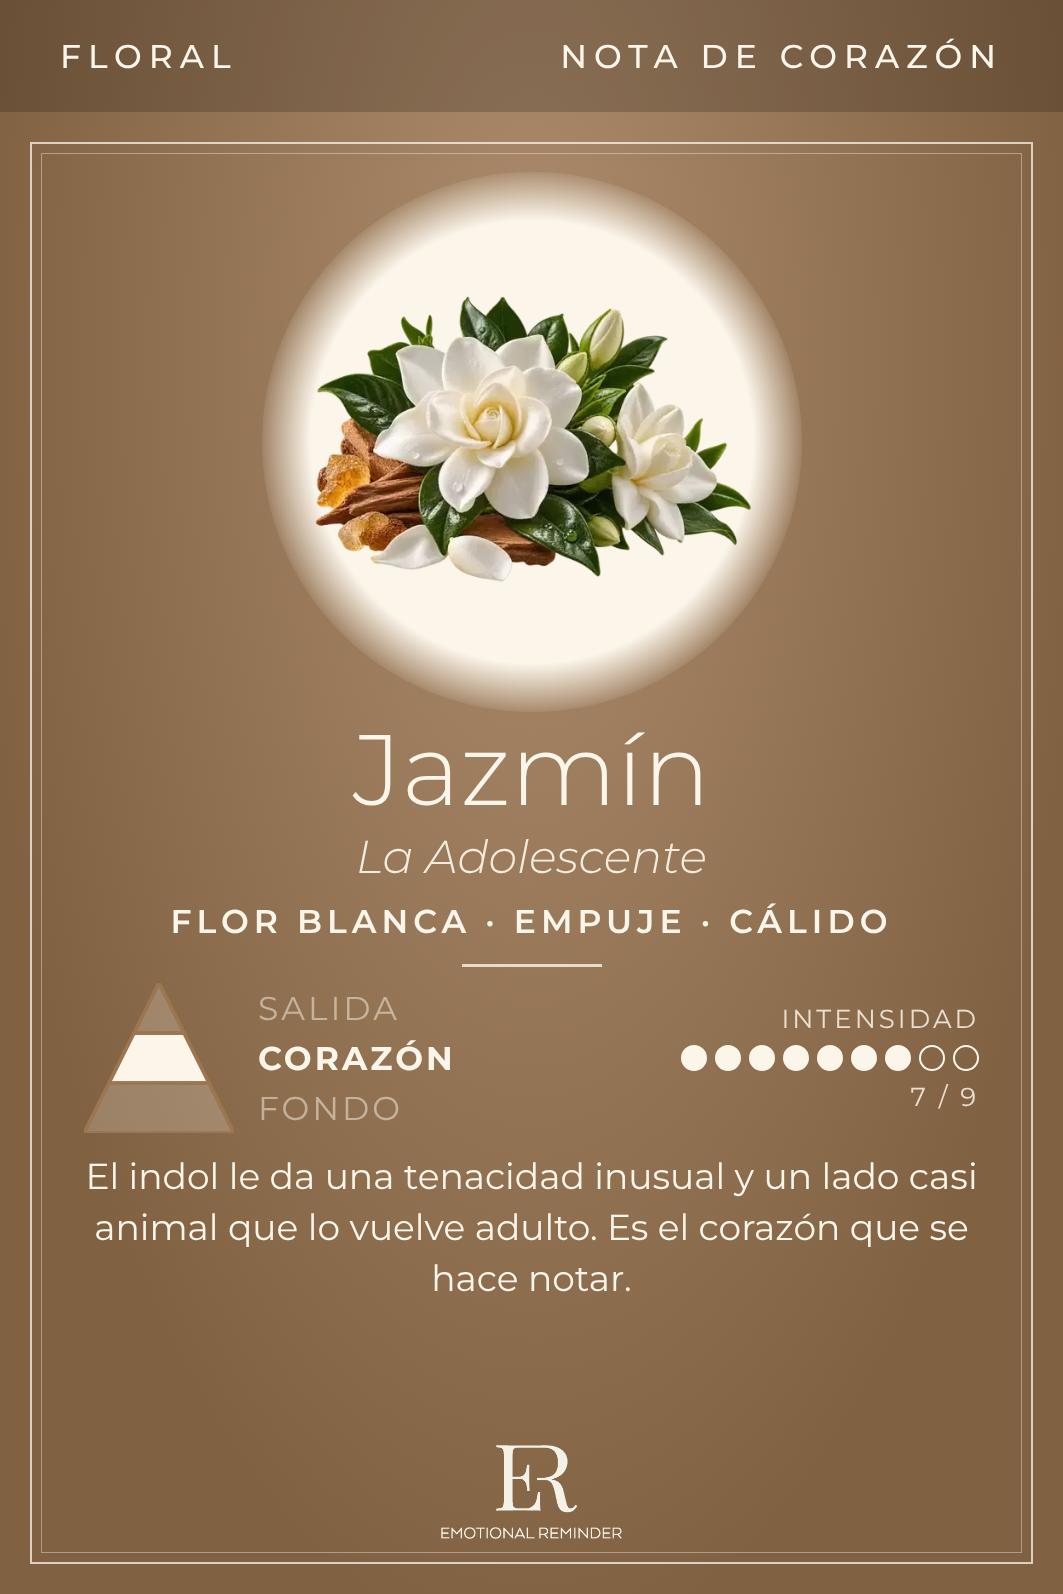 FLORAL
NOTA DE CORAZÓN
Jazmín
La Adolescente
FLOR BLANCA · EMPUJE · CÁLIDO
SALIDA
CORAZÓN
FONDO
INTENSIDAD
7 / 9
El indol le da una tenacidad inusual y un lado casi
animal que lo vuelve adulto. Es el corazón que se
hace notar.
ER
EMOTIONAL REMINDER